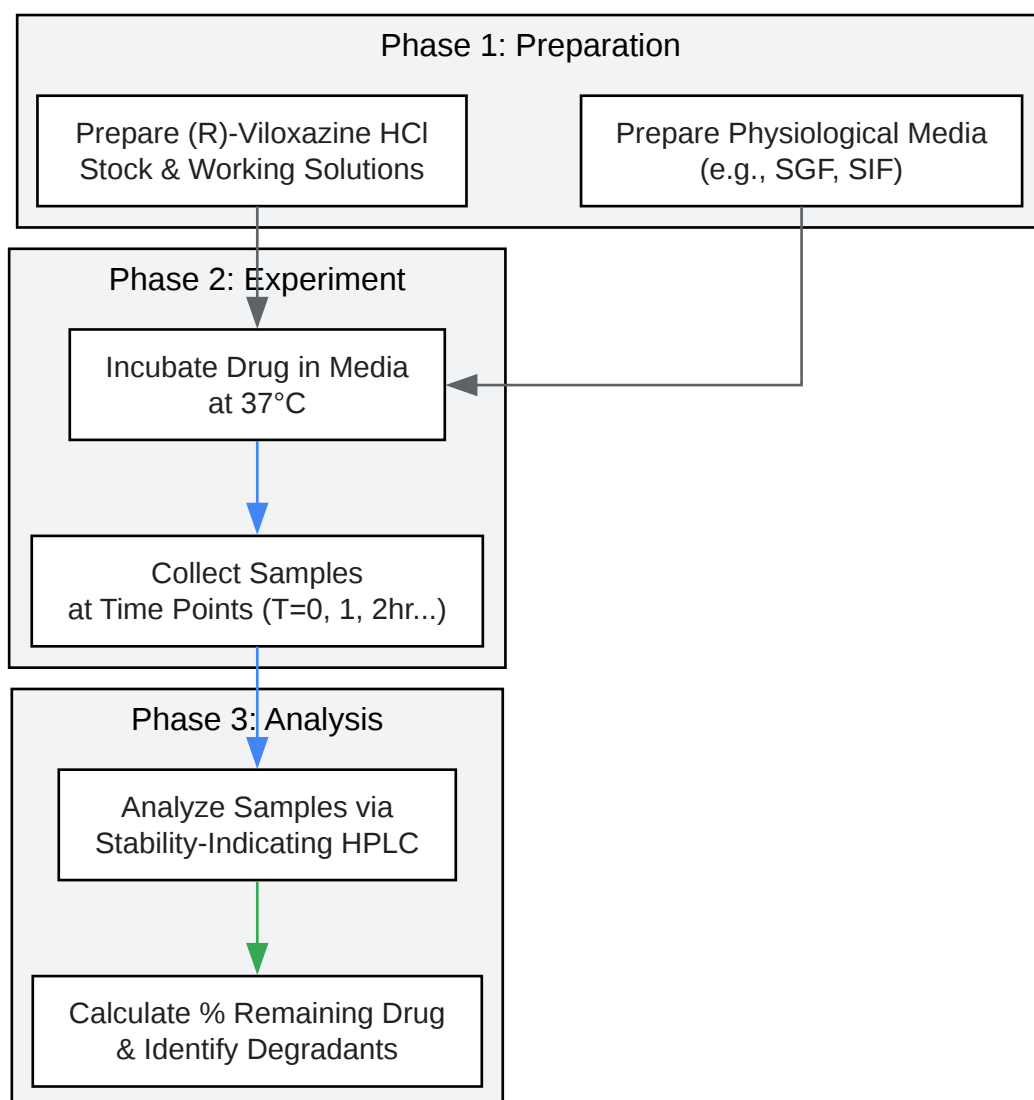 Phase 1: Preparation
Prepare (R)-Viloxazine HCl
Stock & Working Solutions
Prepare Physiological Media
(e.g., SGF, SIF)
Phase 2: Experiment
Incubate Drug in Media
at 37°C
Collect Samples
at Time Points (T=0, 1, 2hr...)
Phase 3: Analysis
Analyze Samples via
Stability-Indicating HPLC
Calculate % Remaining Drug
& Identify Degradants